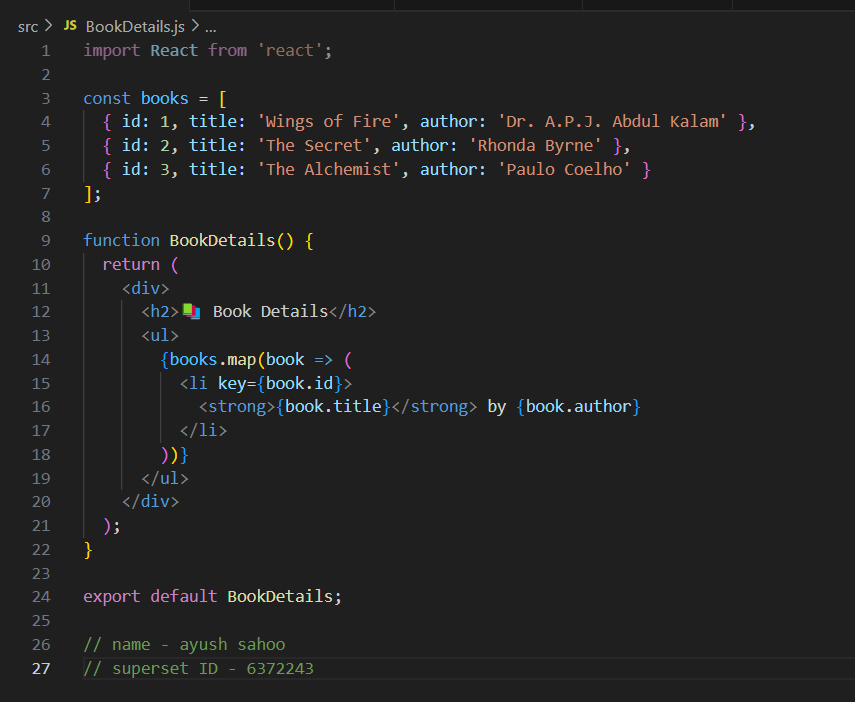 src > JS BookDetails.js > ...
1 import React from 'react';
2
3 const books = [
4   { id: 1, title: 'Wings of Fire', author: 'Dr. A.P.J. Abdul Kalam' },
5   { id: 2, title: 'The Secret', author: 'Rhonda Byrne' },
6   { id: 3, title: 'The Alchemist', author: 'Paulo Coelho' }
7 ];
8
9 function BookDetails() {
10   return (
11     <div>
12       <h2>📚 Book Details</h2>
13       <ul>
14         {books.map(book => (
15           <li key={book.id}>
16             <strong>{book.title}</strong> by {book.author}
17           </li>
18         ))}
19       </ul>
20     </div>
21   );
22 }
23
24 export default BookDetails;
25
26 // name - ayush sahoo
27 // superset ID - 6372243